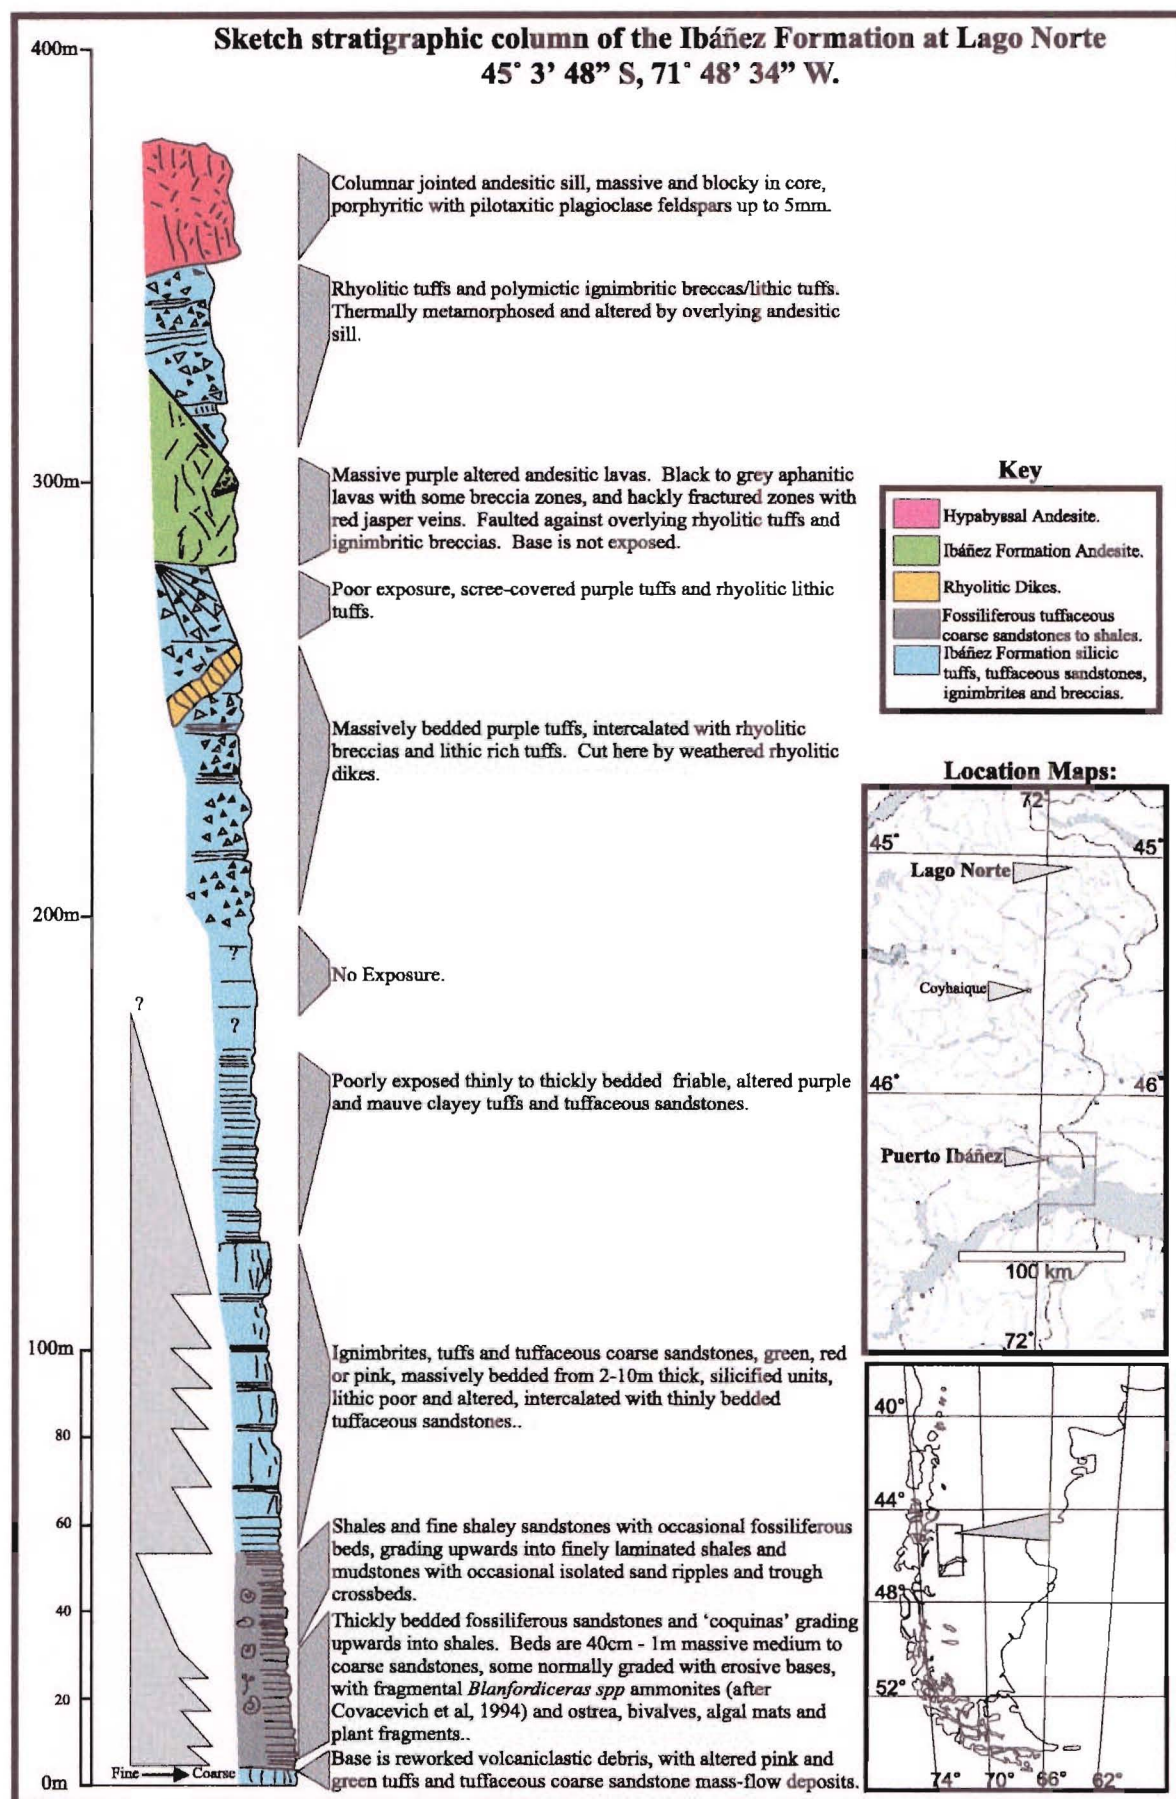 Sketch stratigraphic column of the Ibáñez Formation at Lago Norte
45° 3’ 48” S, 71° 48’ 34” W.
400m
Columnar jointed andesitic sill, massive and blocky in core,
porphyritic with pilotaxitic plagioclase feldspars up to 5mm.
Rhyolitic tuffs and polymictic ignimbritic breccas/lithic tuffs.
Thermally metamorphosed and altered by overlying andesitic
sill.
300m
Massive purple altered andesitic lavas. Black to grey aphanitic
lavas with some breccia zones, and hackly fractured zones with
red jasper veins. Faulted against overlying rhyolitic tuffs and
ignimbritic breccias. Base is not exposed.
Poor exposure, scree-covered purple tuffs and rhyolitic lithic
tuffs.
Massively bedded purple tuffs, intercalated with rhyolitic
breccias and lithic rich tuffs. Cut here by weathered rhyolitic
dikes.
200m
?
No Exposure.
?
?
Poorly exposed thinly to thickly bedded friable, altered purple
and mauve clayey tuffs and tuffaceous sandstones.
100m
Ignimbrites, tuffs and tuffaceous coarse sandstones, green, red
or pink, massively bedded from 2-10m thick, silicified units,
lithic poor and altered, intercalated with thinly bedded
tuffaceous sandstones..
80
60
Shales and fine shaley sandstones with occasional fossiliferous
beds, grading upwards into finely laminated shales and
mudstones with occasional isolated sand ripples and trough
crossbeds.
40
Thickly bedded fossiliferous sandstones and ‘coquinas’ grading
upwards into shales. Beds are 40cm - 1m massive medium to
coarse sandstones, some normally graded with erosive bases,
with fragmental Blanfordiceras spp ammonites (after
Covacevich et al, 1994) and ostrea, bivalves, algal mats and
plant fragments..
20
Base is reworked volcaniclastic debris, with altered pink and
green tuffs and tuffaceous coarse sandstone mass-flow deposits.
0m
Fine
Coarse
Key
Hypabyssal Andesite.
Ibáñez Formation Andesite.
Rhyolitic Dikes.
Fossiliferous tuffaceous
coarse sandstones to shales.
Ibáñez Formation silicic
tuffs, tuffaceous sandstones,
ignimbrites and breccias.
Location Maps:
72°
45°
45°
Lago Norte
Coyhaique
46°
46°
Puerto Ibáñez
100 km
72°
40°
44°
48°
52°
74° 70° 66° 62°